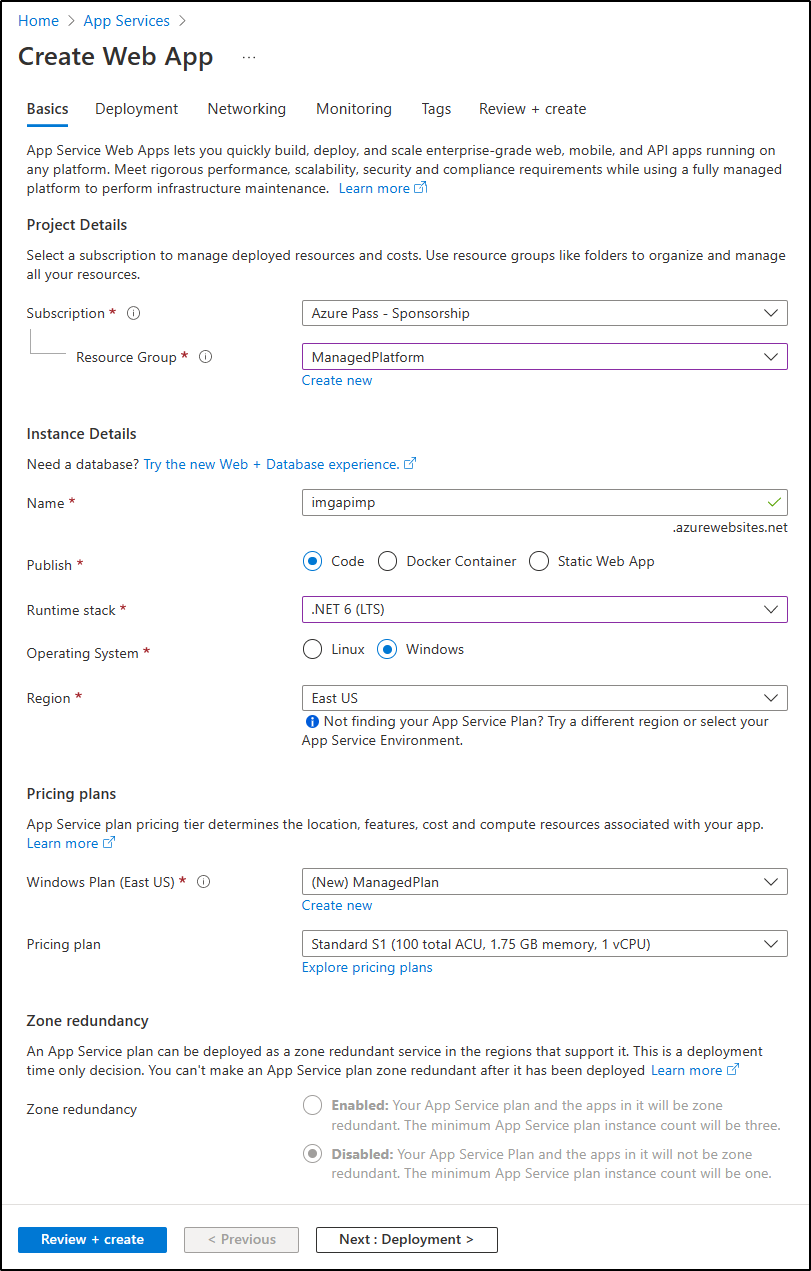 Home > App Services >
Create Web App ...
Basics Deployment Networking Monitoring Tags Review + create
App Service Web Apps lets you quickly build, deploy, and scale enterprise-grade web, mobile, and API apps running on
any platform. Meet rigorous performance, scalability, security and compliance requirements while using a fully managed
platform to perform infrastructure maintenance. Learn more
Project Details
Select a subscription to manage deployed resources and costs. Use resource groups like folders to organize and manage
all your resources.
Subscription * Azure Pass - Sponsorship
Resource Group * ManagedPlatform
Create new
Instance Details
Need a database? Try the new Web + Database experience.
Name * imgapimp
.azurewebsites.net
Publish * Code Docker Container Static Web App
Runtime stack * .NET 6 (LTS)
Operating System * Linux Windows
Region * East US
Not finding your App Service Plan? Try a different region or select your
App Service Environment.
Pricing plans
App Service plan pricing tier determines the location, features, cost and compute resources associated with your app.
Learn more
Windows Plan (East US) * (New) ManagedPlan
Create new
Pricing plan Standard S1 (100 total ACU, 1.75 GB memory, 1 vCPU)
Explore pricing plans
Zone redundancy
An App Service plan can be deployed as a zone redundant service in the regions that support it. This is a deployment
time only decision. You can't make an App Service plan zone redundant after it has been deployed Learn more
Zone redundancy Enabled: Your App Service plan and the apps in it will be zone
redundant. The minimum App Service plan instance count will be three.
Disabled: Your App Service Plan and the apps in it will not be zone
redundant. The minimum App Service plan instance count will be one.
Review + create < Previous Next : Deployment >